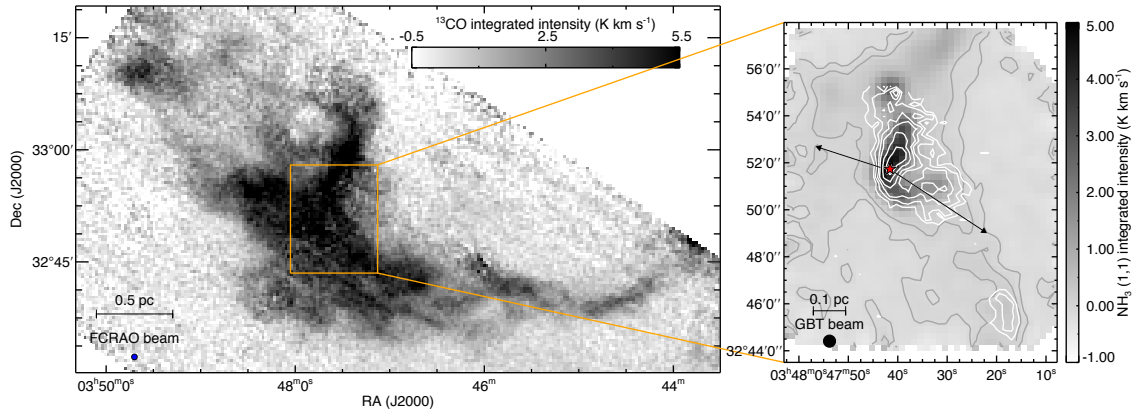 ¹³CO integrated intensity (K km s⁻¹)
-0.5 2.5 5.5
15′
33°00′
32°45′
Dec (J2000)
0.5 pc
FCRAO beam
03ʰ50ᵐ0ˢ 48ᵐ0ˢ 46ᵐ 44ᵐ
RA (J2000)
56′0′′
54′0′′
52′0′′
50′0′′
48′0′′
46′0′′
32°44′0′′
0.1 pc
GBT beam
03ʰ48ᵐ0ˢ47ᵐ50ˢ 40ˢ 30ˢ 20ˢ 10ˢ
5.00
4.00
3.00
2.00
1.00
0.00
-1.00
NH₃ (1,1) integrated intensity (K km s⁻¹)